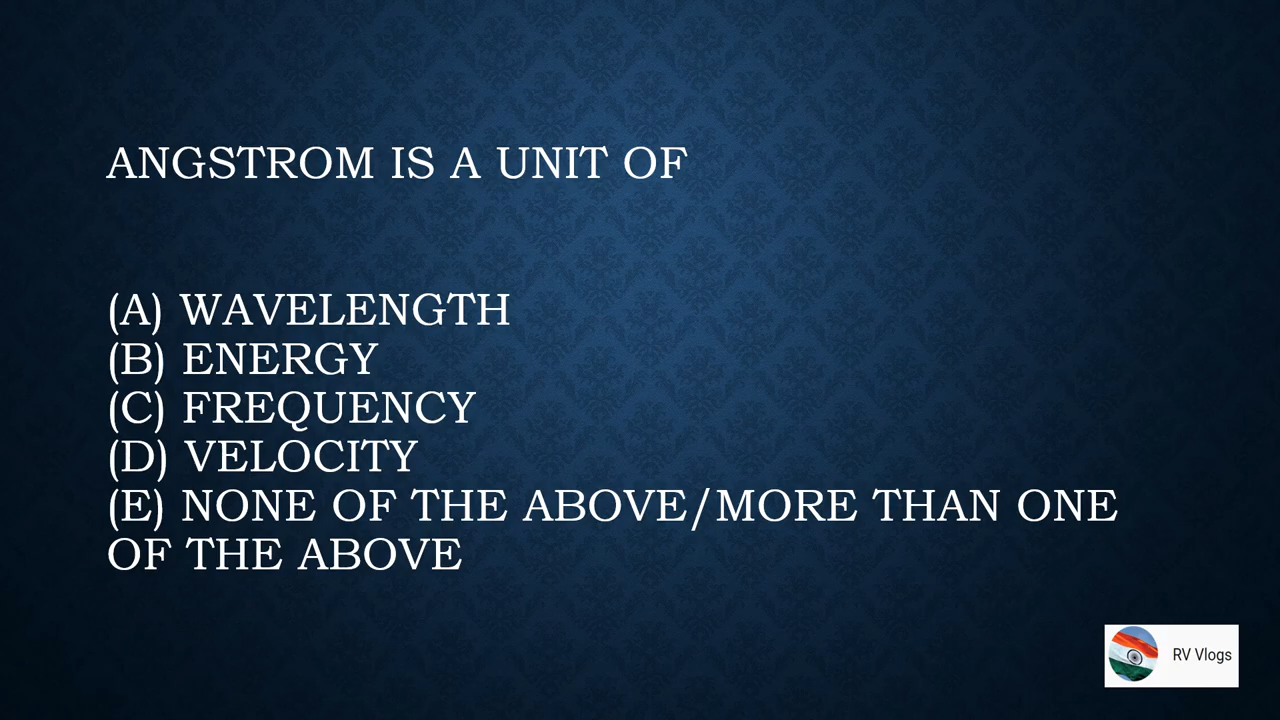 ANGSTROM IS A UNIT OF
(A) WAVELENGTH
(B) ENERGY
(C) FREQUENCY
(D) VELOCITY
(E) NONE OF THE ABOVE/MORE THAN ONE
OF THE ABOVE
RV Vlogs